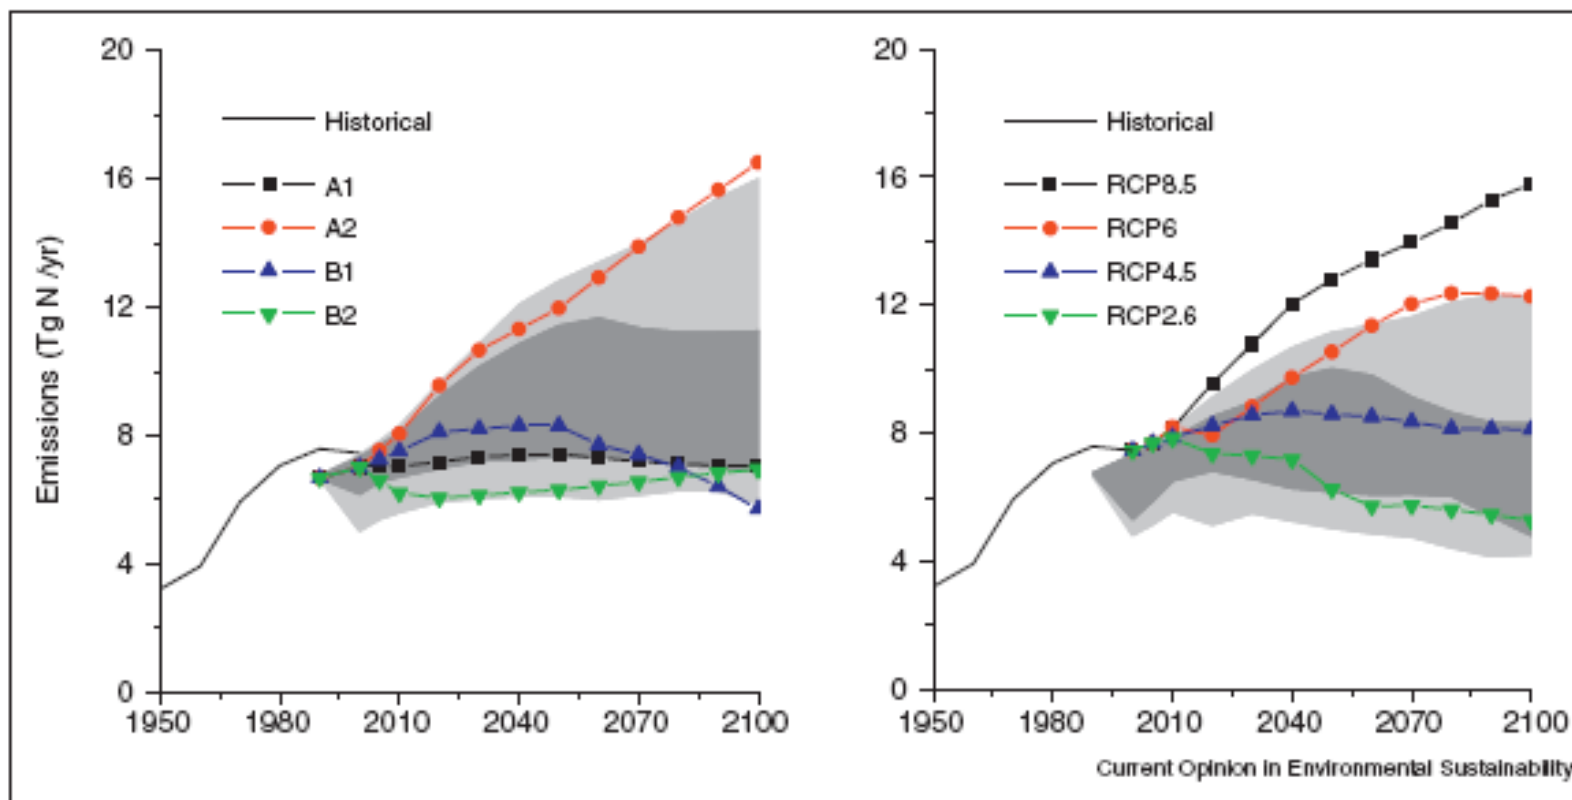 Emissions (Tg N /yr)
20
16
12
8
4
0
1950
1980
2010
2040
2070
2100
Historical
A1
A2
B1
B2
20
16
12
8
4
0
1950
1980
2010
2040
2070
2100
Historical
RCP8.5
RCP6
RCP4.5
RCP2.6
Current Opinion in Environmental Sustainability